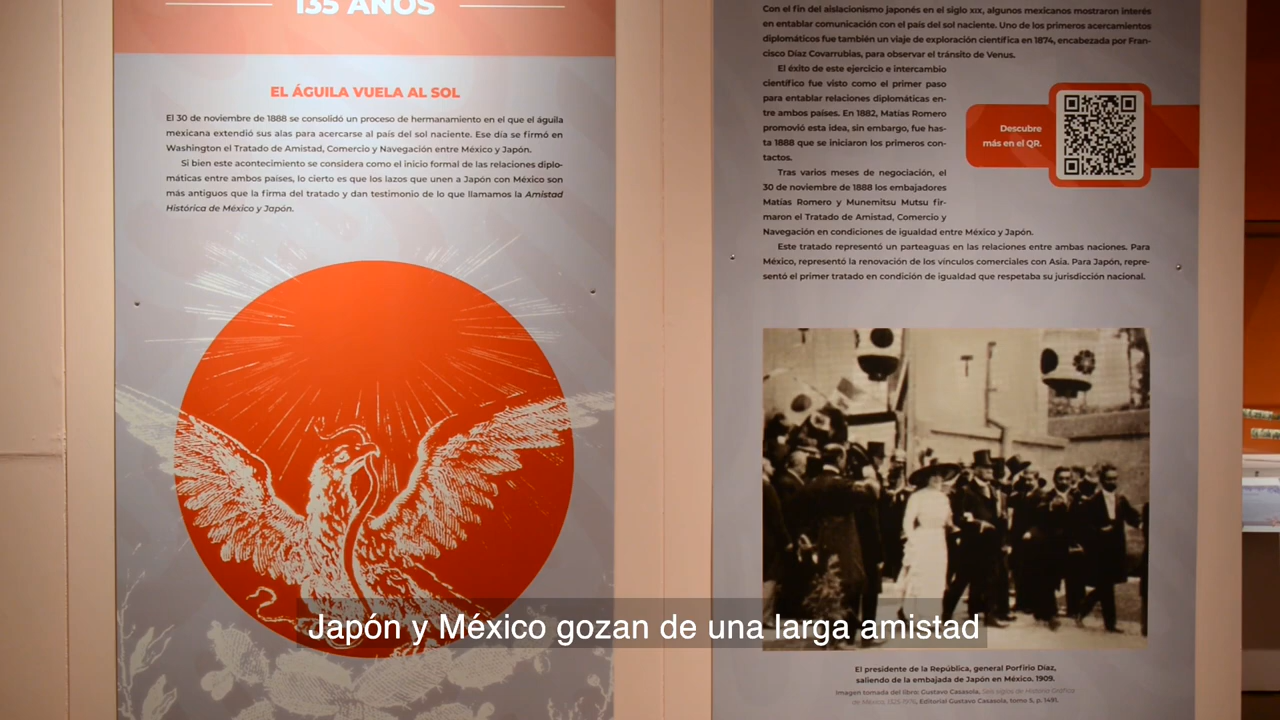 135 AÑOS
EL ÁGUILA VUELA AL SOL
El 30 de noviembre de 1888 se consolidó un proceso de hermanamiento en el que el águila
mexicana extendió sus alas para acercarse al país del sol naciente. Ese día se firmó en
Washington el Tratado de Amistad, Comercio y Navegación entre México y Japón.
Si bien este acontecimiento se considera como el inicio formal de las relaciones diplo-
máticas entre ambos países, lo cierto es que los lazos que unen a Japón con México son
más antiguos que la firma del tratado y dan testimonio de lo que llamamos la Amistad
Histórica de México y Japón.
Con el fin del aislacionismo japonés en el siglo XIX, algunos mexicanos mostraron interés
en entablar comunicación con el país del sol naciente. Uno de los primeros acercamientos
diplomáticos fue también un viaje de exploración científica en 1874, encabezada por Fran-
cisco Díaz Covarrubias, para observar el tránsito de Venus.
El éxito de este ejercicio e intercambio
científico fue visto como el primer paso
para entablar relaciones diplomáticas en-
tre ambos países. En 1882, Matías Romero
promovió esta idea, sin embargo, fue has-
ta 1888 que se iniciaron los primeros con-
tactos.
Tras varios meses de negociación, el
30 de noviembre de 1888 los embajadores
Matías Romero y Munemitsu Mutsu fir-
maron el Tratado de Amistad, Comercio y
Navegación en condiciones de igualdad entre México y Japón.
Este tratado representó un parteaguas en las relaciones entre ambas naciones. Para
México, representó la renovación de los vínculos comerciales con Asia. Para Japón, repre-
sentó el primer tratado en condición de igualdad que respetaba su jurisdicción nacional.
Descubre
más en el QR.
El presidente de la República, general Porfirio Díaz,
saliendo de la embajada de Japón en México. 1909.
Imagen tomada del libro: Gustavo Casasola, Seis siglos de Historia Gráfica
de México, 1325-1976, Editorial Gustavo Casasola, tomo 5, p. 1491.
Japón y México gozan de una larga amistad